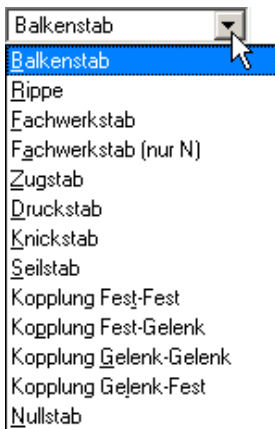 Balkenstab
Balkenstab
Rippe
Fachwerkstab
Fachwerkstab (nur N)
Zugstab
Druckstab
Knickstab
Seilstab
Kopplung Fest-Fest
Kopplung Fest-Gelenk
Kopplung Gelenk-Gelenk
Kopplung Gelenk-Fest
Nullstab